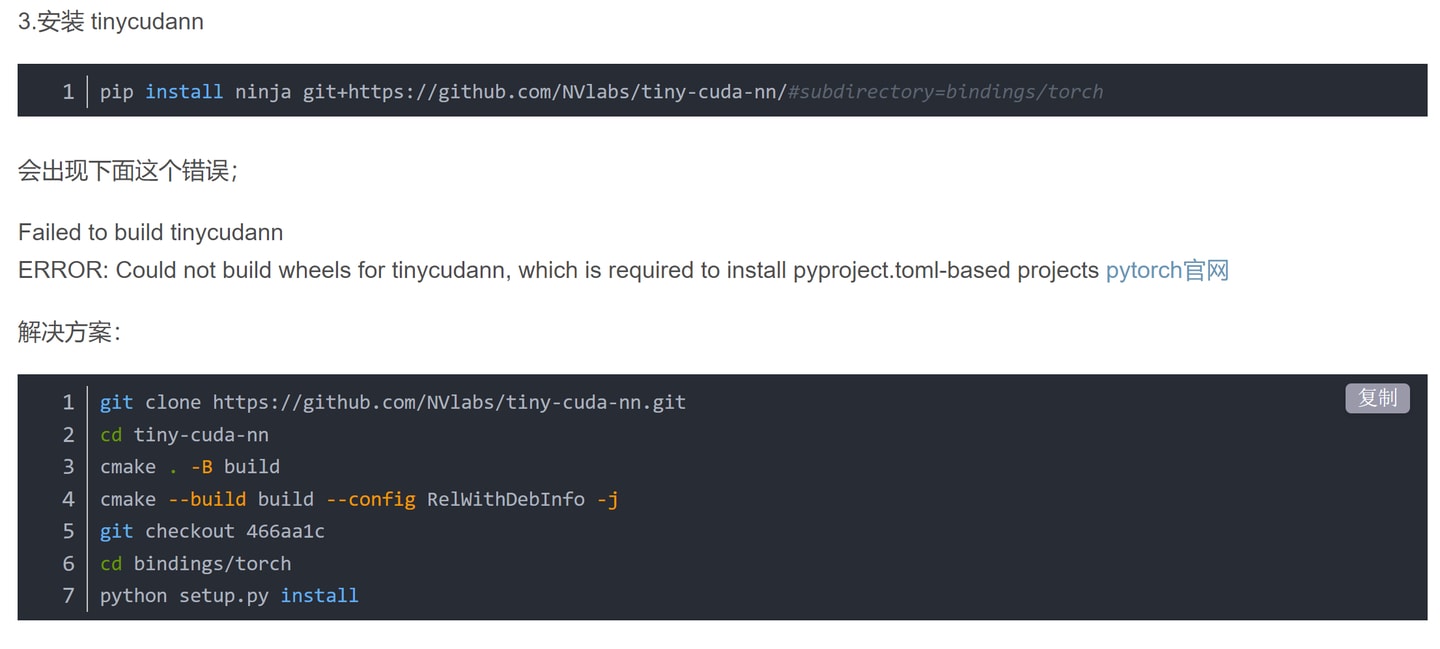 3.安装 tinycudann
1 pip install ninja git+https://github.com/NVlabs/tiny-cuda-nn/#subdirectory=bindings/torch
会出现下面这个错误；
Failed to build tinycudann
ERROR: Could not build wheels for tinycudann, which is required to install pyproject.toml-based projects pytorch官网
解决方案：
复制
1 git clone https://github.com/NVlabs/tiny-cuda-nn.git
2 cd tiny-cuda-nn
3 cmake . -B build
4 cmake --build build --config RelWithDebInfo -j
5 git checkout 466aa1c
6 cd bindings/torch
7 python setup.py install